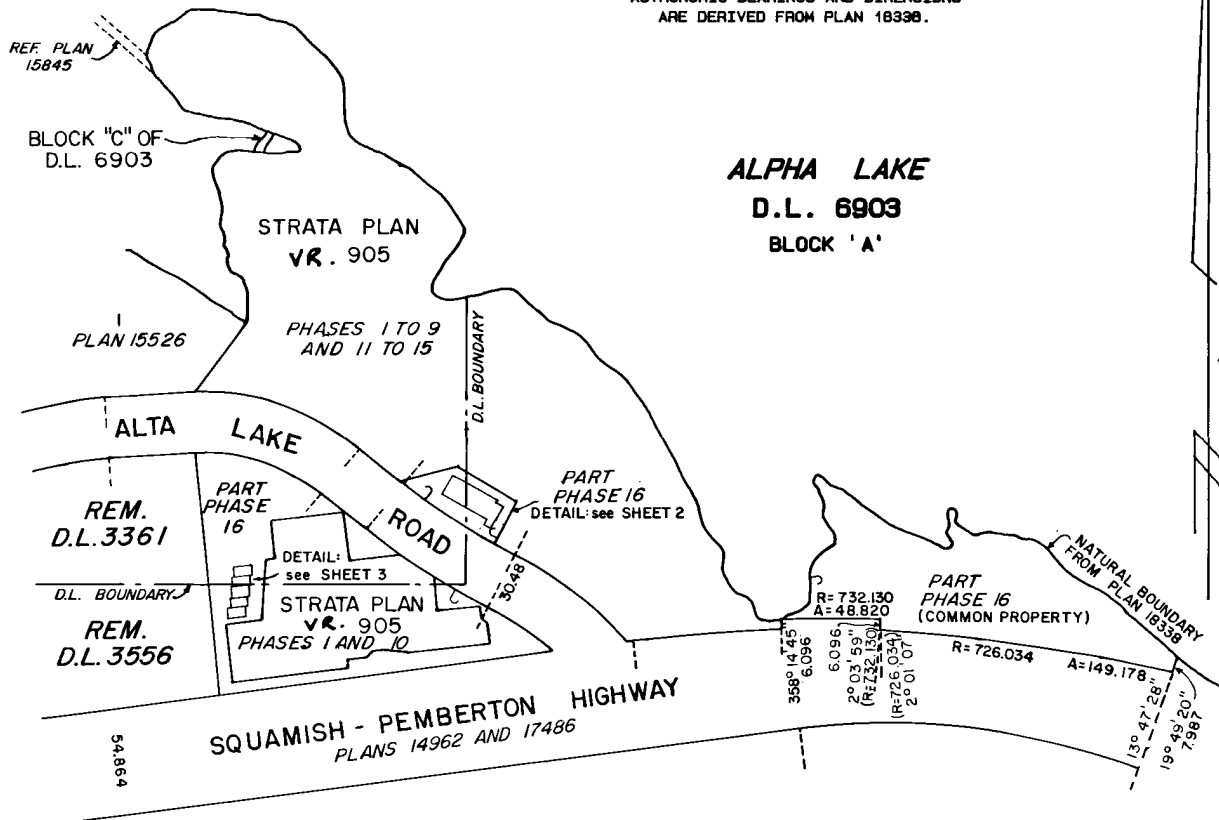 ARE DERIVED FROM PLAN 18338.
REF. PLAN
15845
BLOCK "C" OF
D.L. 6903
ALPHA LAKE
D.L. 6903
BLOCK 'A'
STRATA PLAN
VR. 905
PHASES 1 TO 9
AND 11 TO 15
D.L. BOUNDARY
1
PLAN 15526
ALTA LAKE ROAD
PART
PHASE 16
DETAIL: see SHEET 2
REM.
D.L. 3361
PART
PHASE
16
DETAIL:
see SHEET 3
30.48
D.L. BOUNDARY
STRATA PLAN
VR. 905
PHASES 1 AND 10
REM.
D.L. 3556
PART
PHASE 16
(COMMON PROPERTY)
NATURAL BOUNDARY
FROM PLAN 18338
R= 732.130
A= 48.820
358° 14' 45"
6.096
6.096
2° 03' 59"
(R=732.130)
(R=726.034)
2° 01' 07"
R= 726.034
A=149.178
13° 47' 28"
19° 49' 20"
7.987
SQUAMISH - PEMBERTON HIGHWAY
PLANS 14962 AND 17486
54.864